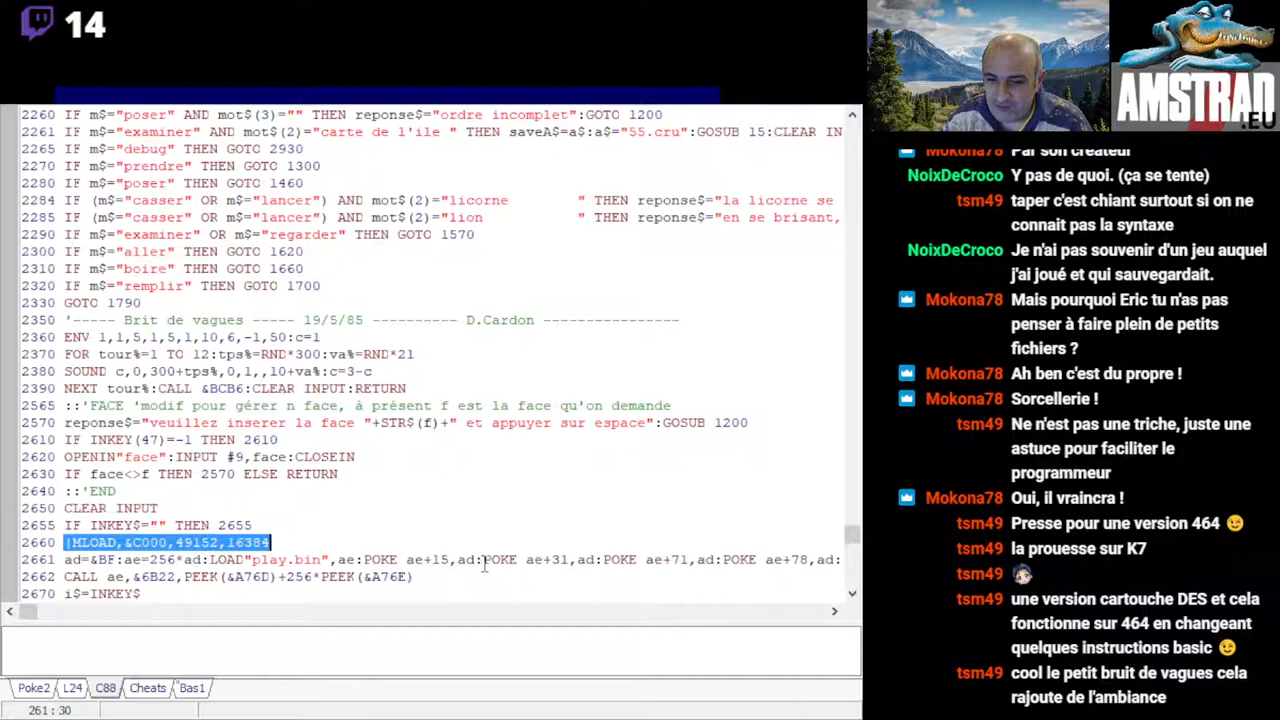 14
2260 IF m$="poser" AND mot$(3)="" THEN reponse$="ordre incomplet":GOTO 1200
2261 IF m$="examiner" AND mot$(2)="carte de l'ile " THEN saveA$=a$:a$="55.cru":GOSUB 15:CLEAR IN
2265 IF m$="debug" THEN GOTO 2930
2270 IF m$="prendre" THEN GOTO 1300
2280 IF m$="poser" THEN GOTO 1460
2284 IF (m$="casser" OR m$="lancer") AND mot$(2)="licorne         " THEN reponse$="la licorne se
2285 IF (m$="casser" OR m$="lancer") AND mot$(2)="lion            " THEN reponse$="en se brisant,
2290 IF m$="examiner" OR m$="regarder" THEN GOTO 1570
2300 IF m$="aller" THEN GOTO 1620
2310 IF m$="boire" THEN GOTO 1660
2320 IF m$="remplir" THEN GOTO 1700
2330 GOTO 1790
2350 '----- Brit de vagues ----- 19/5/85 ---------- D.Cardon ----------------
2360 ENV 1,1,5,1,5,1,10,6,-1,50:c=1
2370 FOR tour%=1 TO 12:tps%=RND*300:va%=RND*21
2380 SOUND c,0,300+tps%,0,1,,10+va%:c=3-c
2390 NEXT tour%:CALL &BCB6:CLEAR INPUT:RETURN
2565 ::'FACE 'modif pour gérer n face, à présent f est la face qu'on demande
2570 reponse$="veuillez inserer la face "+STR$(f)+" et appuyer sur espace":GOSUB 1200
2610 IF INKEY(47)=-1 THEN 2610
2620 OPENIN"face":INPUT #9,face:CLOSEIN
2630 IF face<>f THEN 2570 ELSE RETURN
2640 ::'END
2650 CLEAR INPUT
2655 IF INKEY$="" THEN 2655
2660 |MLOAD,&C000,49152,16384
2661 ad=&BF:ae=256*ad:LOAD"play.bin",ae:POKE ae+15,ad:POKE ae+31,ad:POKE ae+71,ad:POKE ae+78,ad:
2662 CALL ae,&6B22,PEEK(&A76D)+256*PEEK(&A76E)
2670 i$=INKEY$
Poke2 L24 C88 Cheats Bas1
261: 30
AMSTRAD
.EU
Mokona78 Par son créateur
NoixDeCroco Y pas de quoi. (ça se tente)
tsm49 taper c'est chiant surtout si on ne
connait pas la syntaxe
NoixDeCroco Je n'ai pas souvenir d'un jeu auquel
j'ai joué et qui sauvegardait.
Mokona78 Mais pourquoi Eric tu n'as pas
penser à faire plein de petits
fichiers ?
Mokona78 Ah ben c'est du propre !
Mokona78 Sorcellerie !
tsm49 Ne n'est pas une triche, juste une
astuce pour faciliter le
programmeur
Mokona78 Oui, il vraincra !
tsm49 Presse pour une version 464 😉
tsm49 la prouesse sur K7
tsm49
tsm49 une version cartouche DES et cela
fonctionne sur 464 en changeant
quelques instructions basic 😉
tsm49 cool le petit bruit de vagues cela
rajoute de l'ambiance